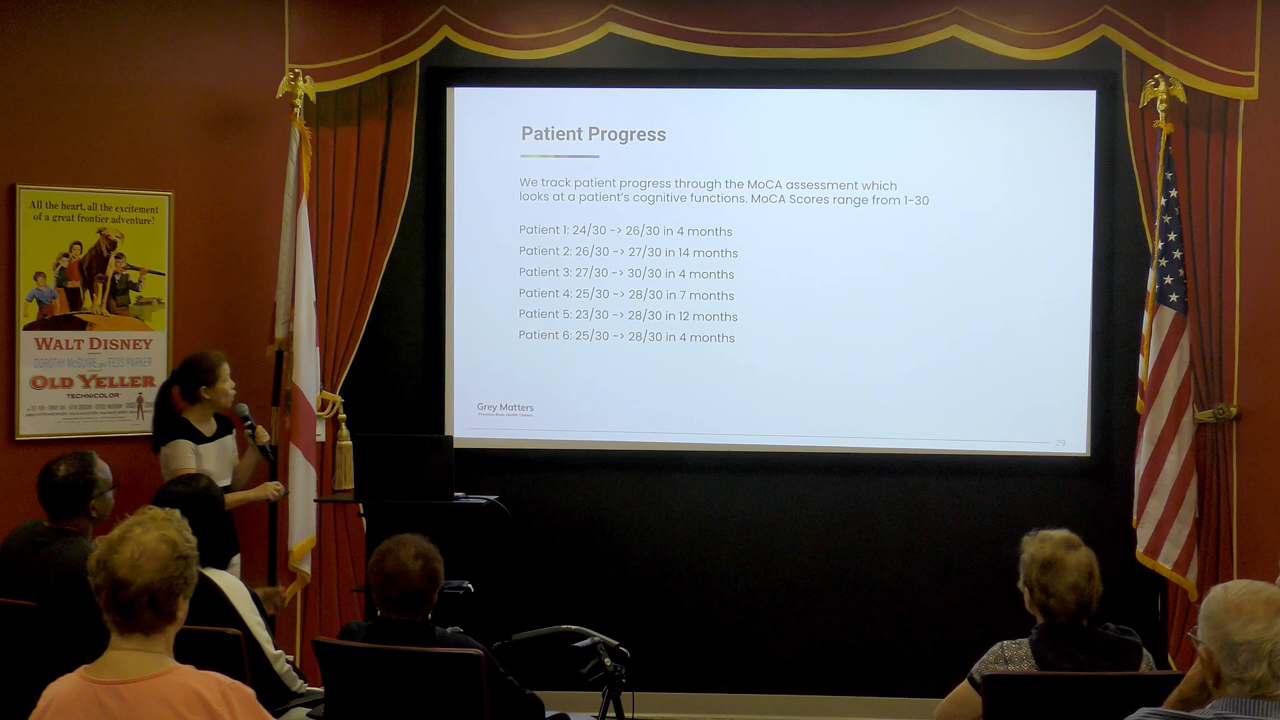 Patient Progress
We track patient progress through the MoCA assessment which
looks at a patient's cognitive functions. MoCA Scores range from 1-30
Patient 1: 24/30 -> 26/30 in 4 months
Patient 2: 26/30 -> 27/30 in 14 months
Patient 3: 27/30 -> 30/30 in 4 months
Patient 4: 25/30 -> 28/30 in 7 months
Patient 5: 23/30 -> 28/30 in 12 months
Patient 6: 25/30 -> 28/30 in 4 months
Grey Matters
29
All the heart, all the excitement
of a great frontier adventure!
WALT DISNEY
DOROTHY McGUIRE and FESS PARKER
OLD YELLER
TECHNICOLOR